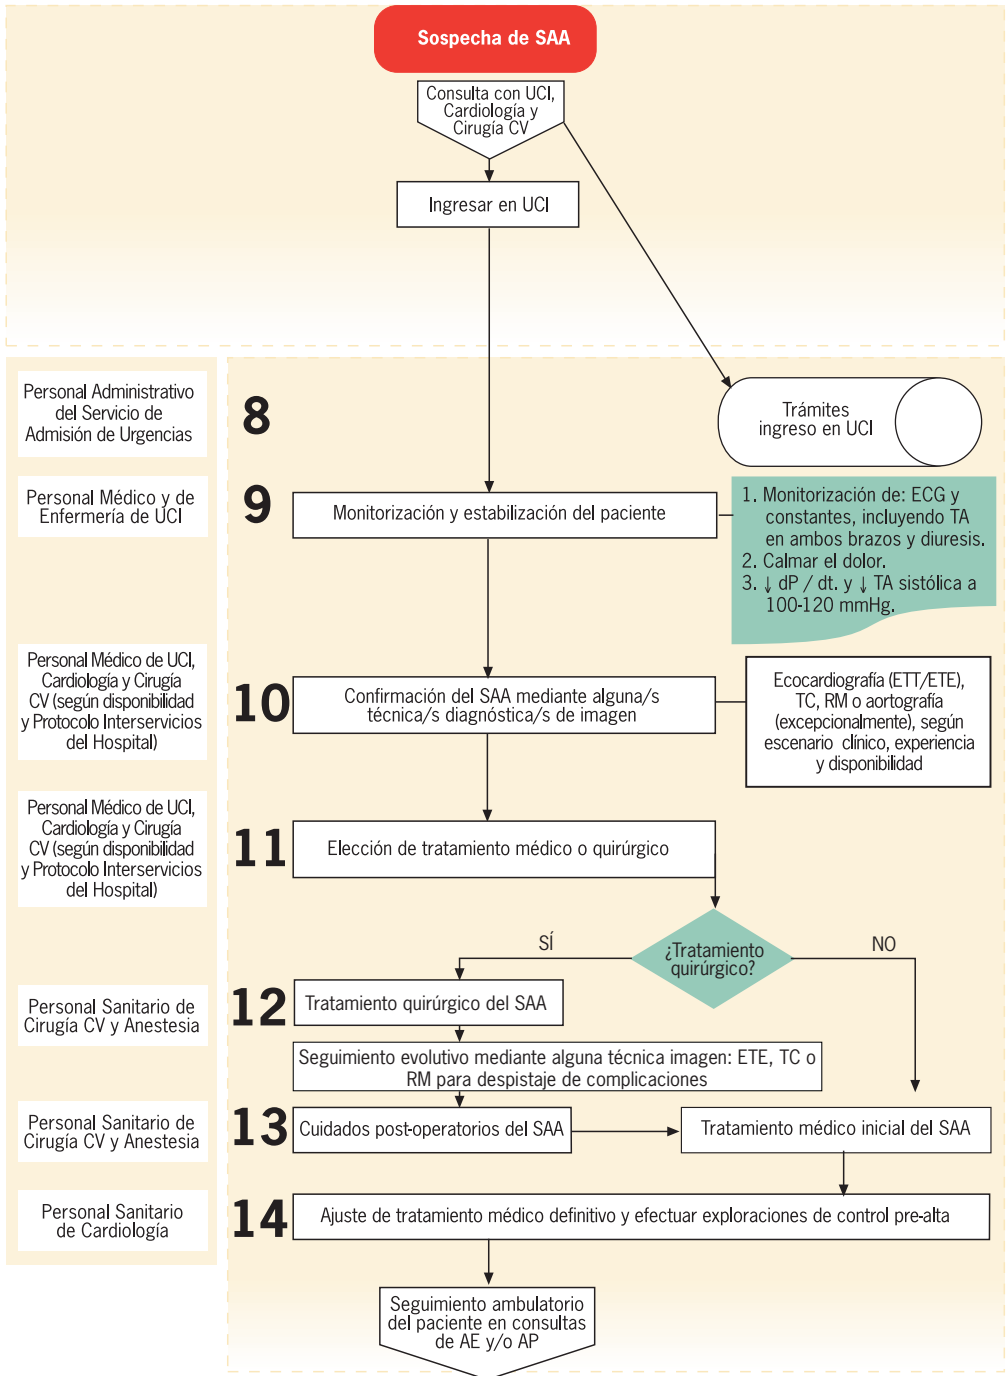 Sospecha de SAA
Consulta con UCI,
Cardiología y
Cirugía CV
Ingresar en UCI
Personal Administrativo
del Servicio de
Admisión de Urgencias
8
Trámites
ingreso en UCI
Personal Médico y de
Enfermería de UCI
9
Monitorización y estabilización del paciente
1. Monitorización de: ECG y
constantes, incluyendo TA
en ambos brazos y diuresis.
2. Calmar el dolor.
3. ↓ dP / dt. y ↓ TA sistólica a
100-120 mmHg.
Personal Médico de UCI,
Cardiología y Cirugía
CV (según disponibilidad
y Protocolo Interservicios
del Hospital)
10
Confirmación del SAA mediante alguna/s
técnica/s diagnóstica/s de imagen
Ecocardiografía (ETT/ETE),
TC, RM o aortografía
(excepcionalmente), según
escenario clínico, experiencia
y disponibilidad
Personal Médico de UCI,
Cardiología y Cirugía
CV (según disponibilidad
y Protocolo Interservicios
del Hospital)
11
Elección de tratamiento médico o quirúrgico
¿Tratamiento
quirúrgico?
SÍ
NO
Personal Sanitario de
Cirugía CV y Anestesia
12
Tratamiento quirúrgico del SAA
Seguimiento evolutivo mediante alguna técnica imagen: ETE, TC o
RM para despistaje de complicaciones
Personal Sanitario de
Cirugía CV y Anestesia
13
Cuidados post-operatorios del SAA
Tratamiento médico inicial del SAA
Personal Sanitario
de Cardiología
14
Ajuste de tratamiento médico definitivo y efectuar exploraciones de control pre-alta
Seguimiento ambulatorio
del paciente en consultas
de AE y/o AP